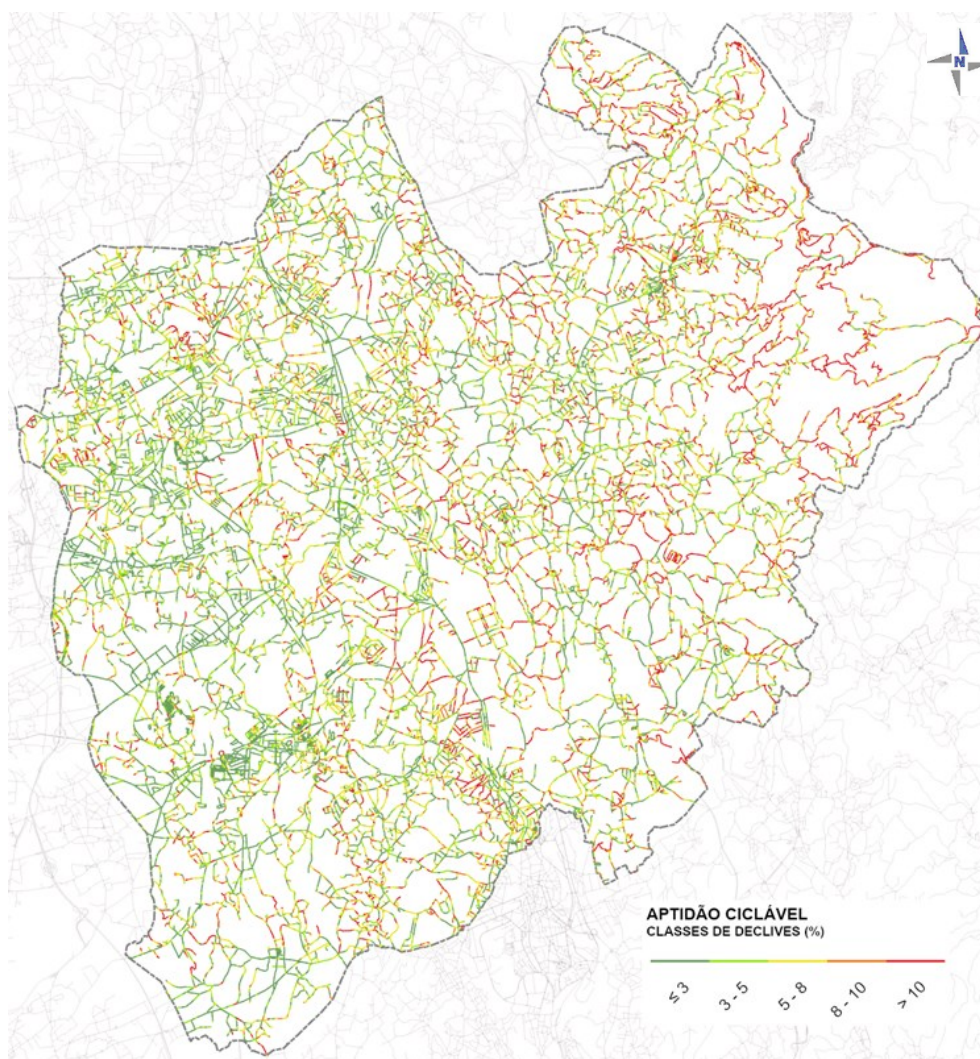 N
APTIDÃO CICLÁVEL
CLASSES DE DECLIVES (%)
≤ 3
3 - 5
5 - 8
8 - 10
> 10